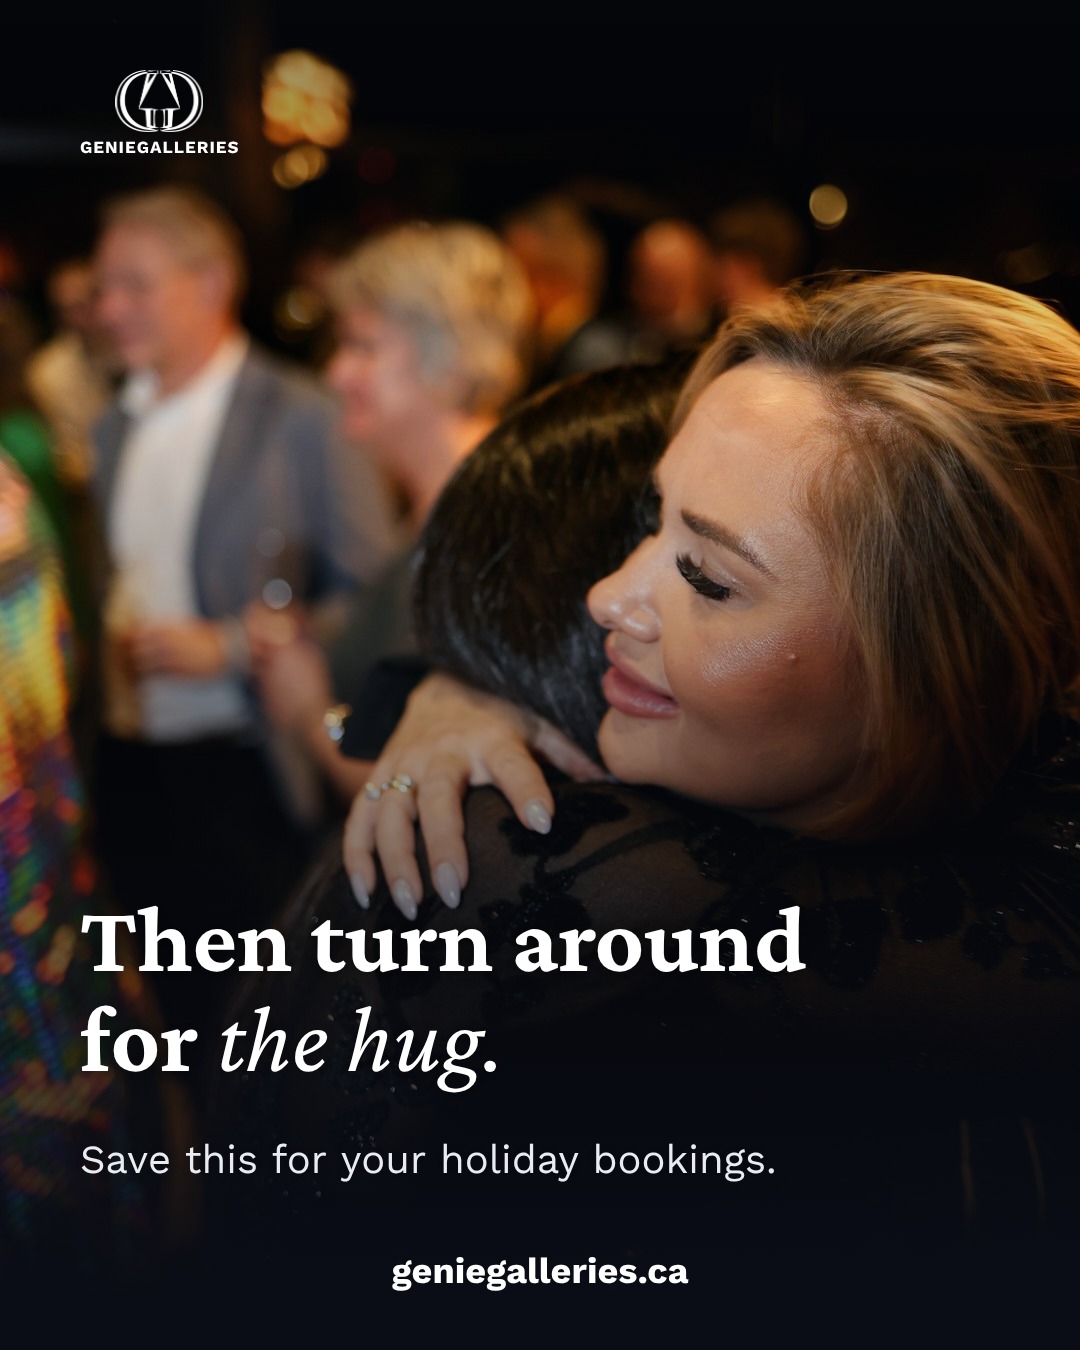 GENIEGALLERIES
Then turn around
for the hug.
Save this for your holiday bookings.
geniegalleries.ca